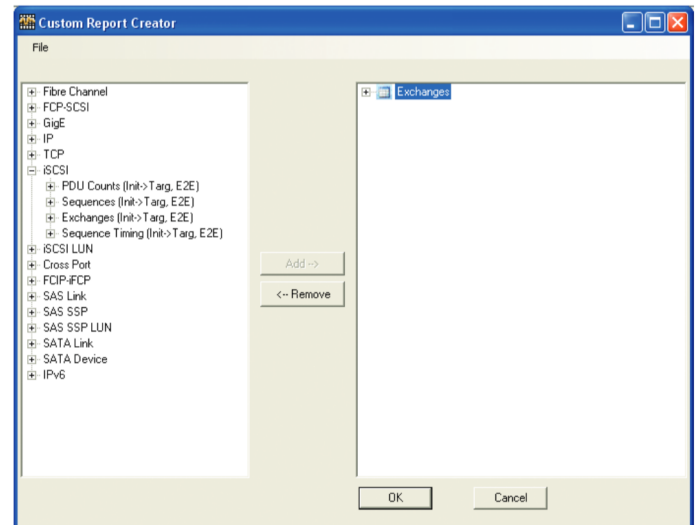 Custom Report Creator
File
Fibre Channel
FCP-SCSI
GigE
IP
TCP
iSCSI
PDU Counts (Init->Targ, E2E)
Sequences (Init->Targ, E2E)
Exchanges (Init->Targ, E2E)
Sequence Timing (Init->Targ, E2E)
iSCSI LUN
Cross Port
FCIP-iFCP
SAS Link
SAS SSP
SAS SSP LUN
SATA Link
SATA Device
IPv6
Add -->
<-- Remove
Exchanges
OK
Cancel